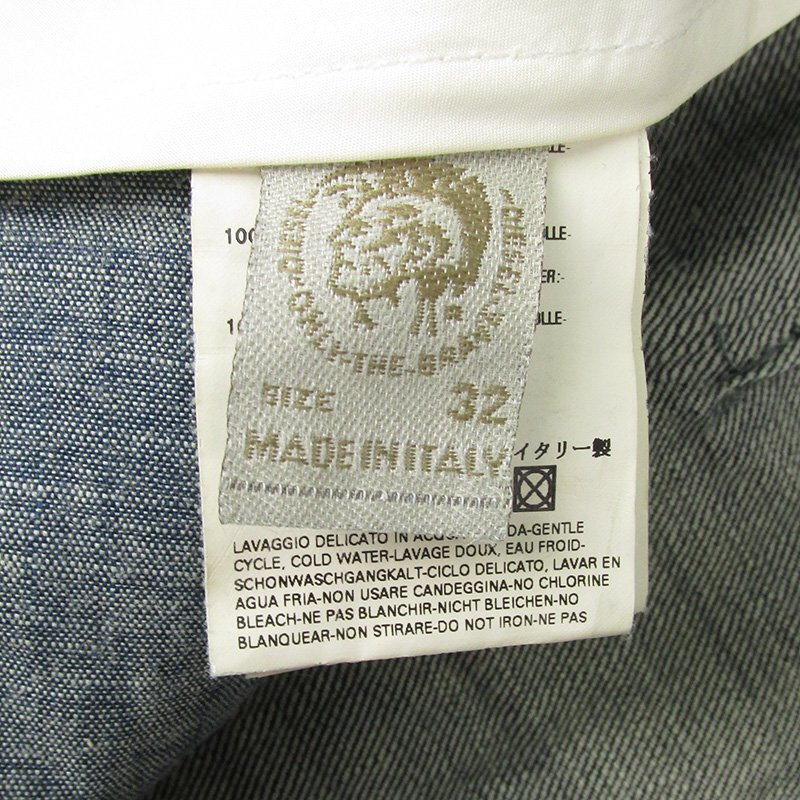 DIESEL
DIESEL
ONLY·THE·BRAVE
®
SIZE 32
MADE IN ITALY
イタリー製
LAVAGGIO DELICATO IN
-GENTLE
CYCLE, COLD WATER-LAVAGE DOUX, EAU FROID-
SCHONWASCHGANGKALT-CICLO DELICATO, LAVAR EN
AGUA FRIA-NON USARE CANDEGGINA-NO CHLORINE
BLEACH-NE PAS BLANCHIR-NICHT BLEICHEN-NO
BLANQUEAR-NON STIRARE-DO NOT IRON-NE PAS